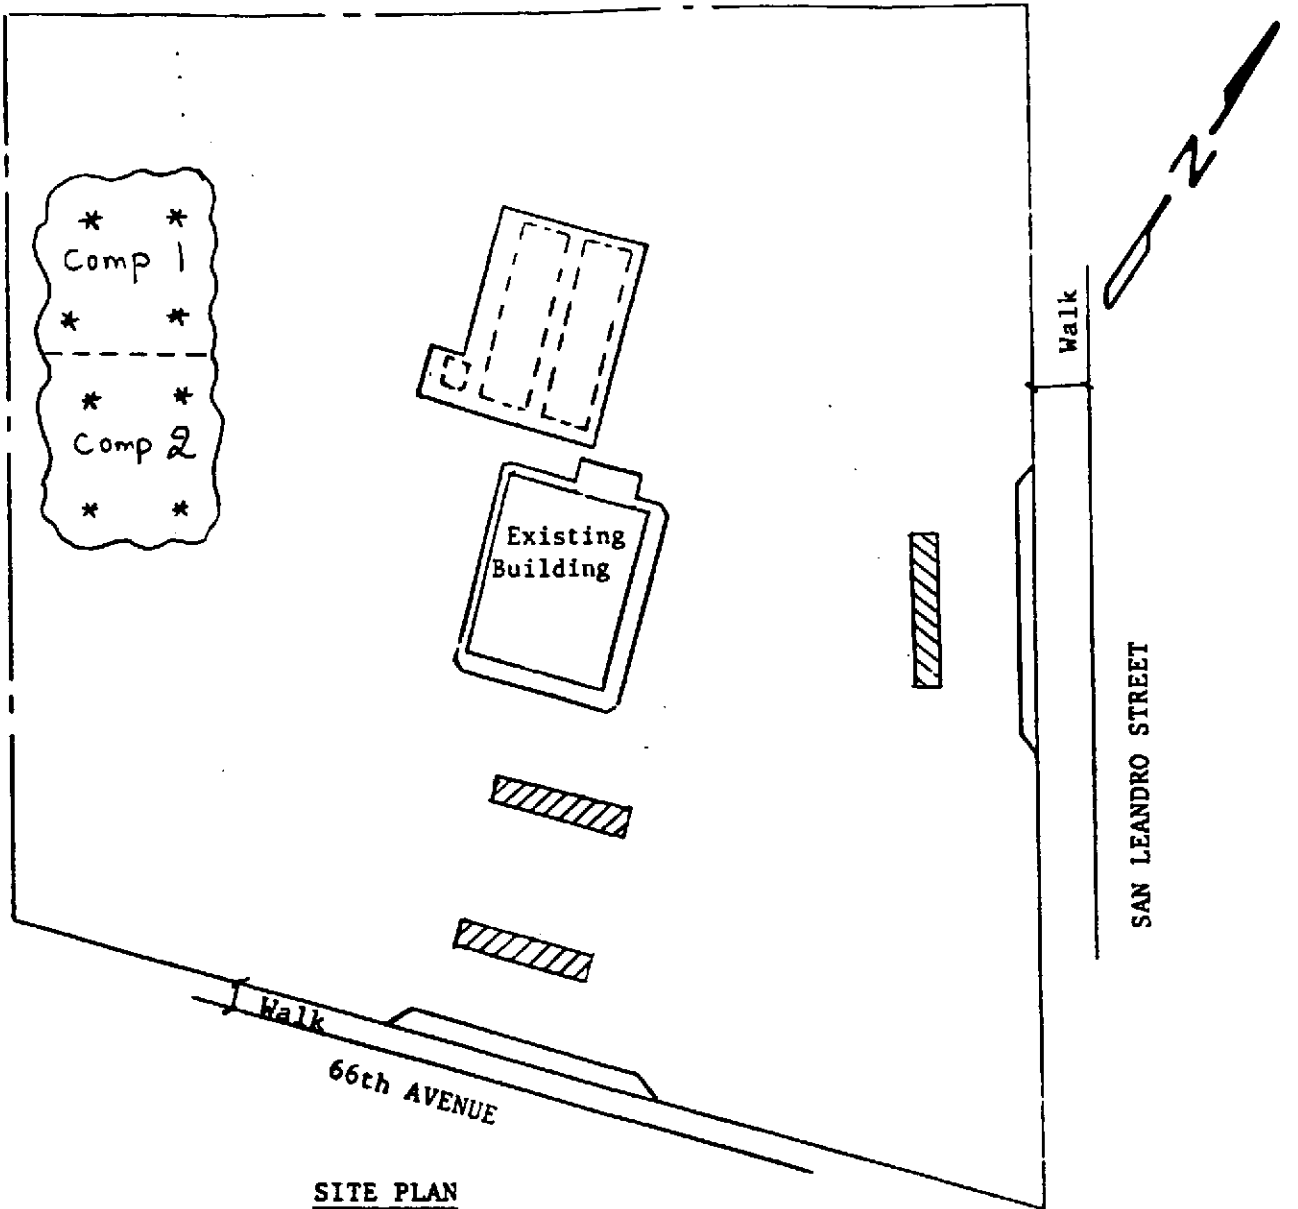 N
* *
Comp 1
* *
* *
Comp 2
* *
Walk
Existing
Building
SAN LEANDRO STREET
Walk
66th AVENUE
SITE PLAN